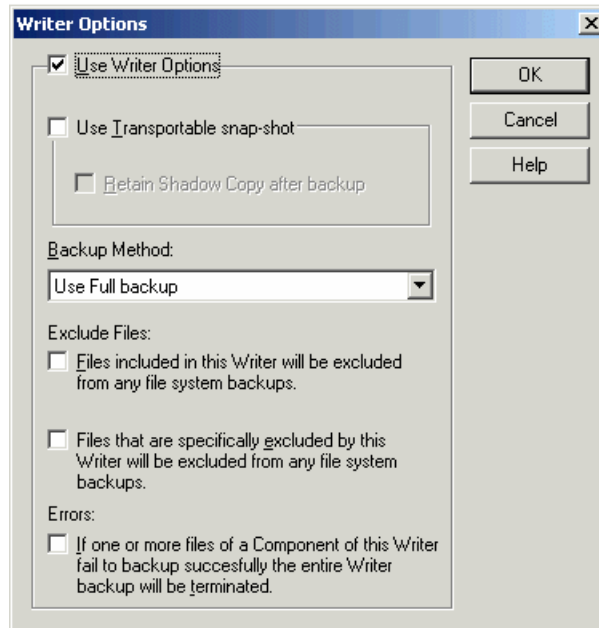 Writer Options
Use Writer Options
OK
Use Transportable snap-shot
Cancel
Retain Shadow Copy after backup
Help
Backup Method:
Use Full backup
Exclude Files:
Files included in this Writer will be excluded
from any file system backups.
Files that are specifically excluded by this
Writer will be excluded from any file system
backups.
Errors:
If one or more files of a Component of this Writer
fail to backup succesfully the entire Writer
backup will be terminated.